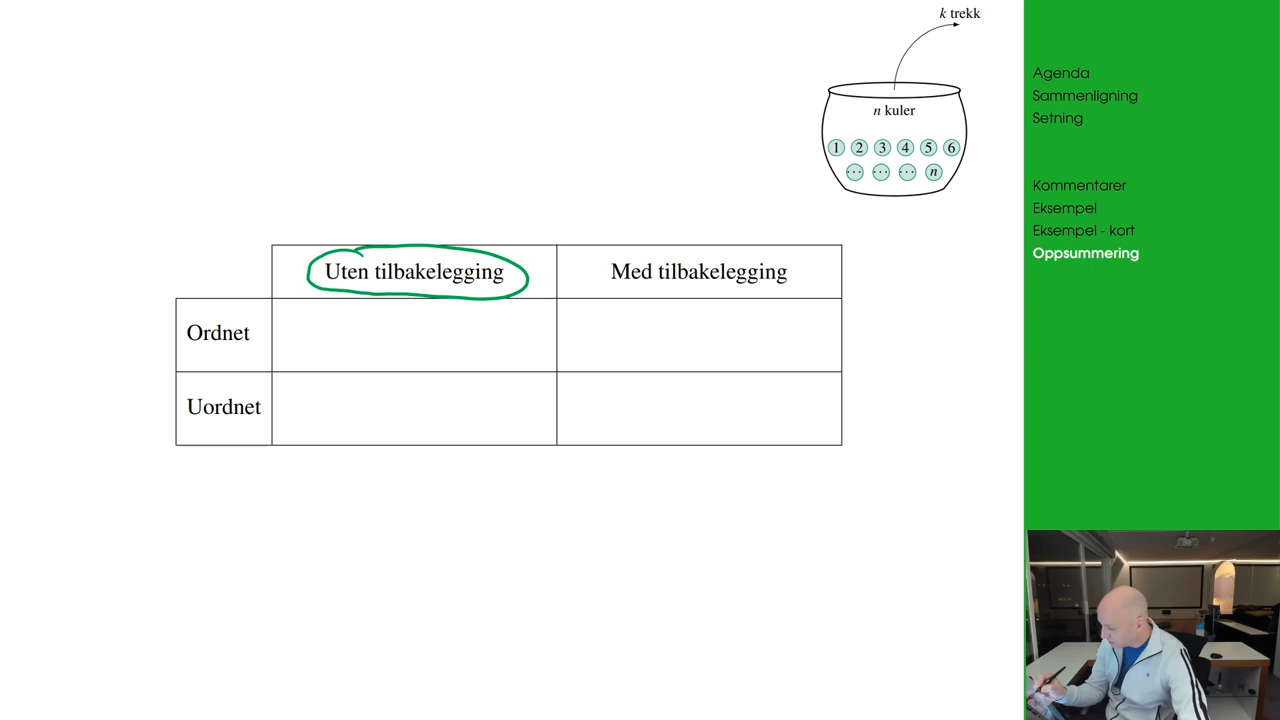 k trekk
n kuler
1 2 3 4 5 6
... ... ... n
Uten tilbakelegging Med tilbakelegging
Ordnet
Uordnet
Agenda
Sammenligning
Setning
Kommentarer
Eksempel
Eksempel - kort
Oppsummering